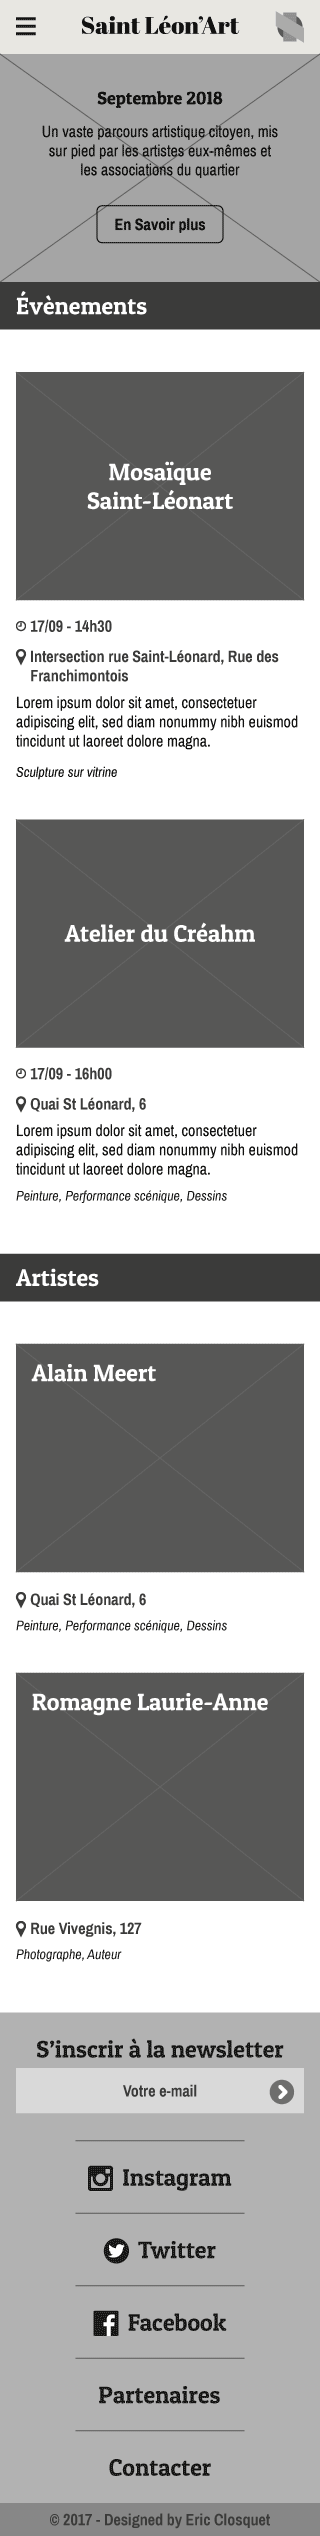 Saint Léon’Art
Septembre 2018
Un vaste parcours artistique citoyen, mis
sur pied par les artistes eux-mêmes et
les associations du quartier
En Savoir plus
Évènements
Mosaïque
Saint-Léonart
17/09 - 14h30
Intersection rue Saint-Léonard, Rue des
Franchimontois
Lorem ipsum dolor sit amet, consectetuer
adipiscing elit, sed diam nonummy nibh euismod
tincidunt ut laoreet dolore magna.
Sculpture sur vitrine
Atelier du Créahm
17/09 - 16h00
Quai St Léonard, 6
Lorem ipsum dolor sit amet, consectetuer
adipiscing elit, sed diam nonummy nibh euismod
tincidunt ut laoreet dolore magna.
Peinture, Performance scénique, Dessins
Artistes
Alain Meert
Quai St Léonard, 6
Peinture, Performance scénique, Dessins
Romagne Laurie-Anne
Rue Vivegnis, 127
Photographe, Auteur
S’inscrir à la newsletter
Votre e-mail
Instagram
Twitter
Facebook
Partenaires
Contacter
© 2017 - Designed by Eric Closquet